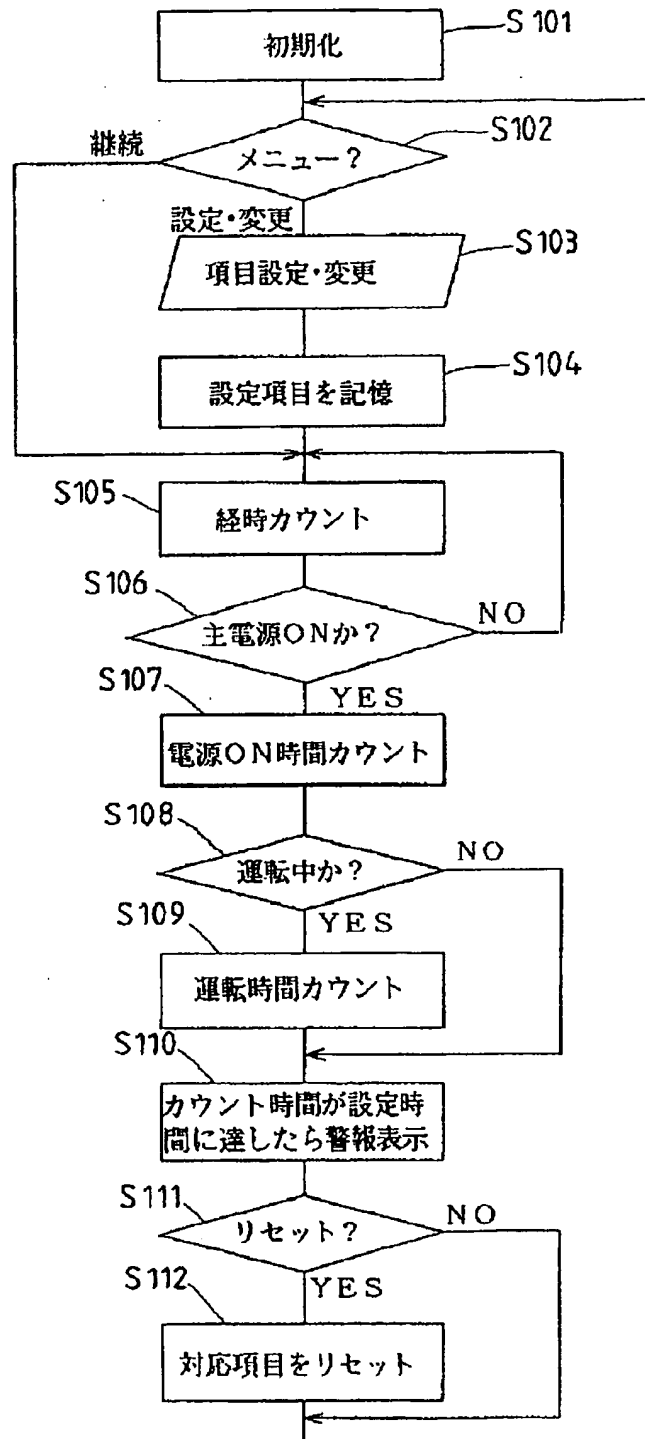 初期化
S101
メニュー?
S102
継続
設定・変更
項目設定・変更
S103
設定項目を記憶
S104
S105
経時カウント
S106
主電源ONか?
NO
YES
S107
電源ON時間カウント
S108
運転中か?
NO
YES
S109
運転時間カウント
S110
カウント時間が設定時
間に達したら警報表示
S111
リセット?
NO
YES
S112
対応項目をリセット